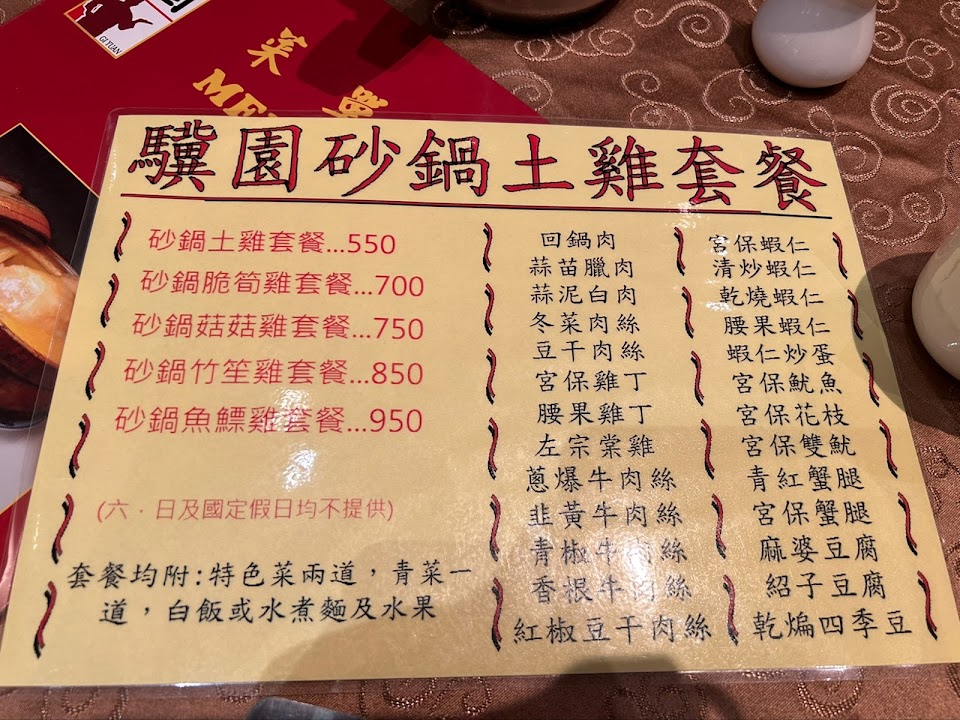 GI YUAN
菜單
驥園砂鍋土雞套餐
砂鍋土雞套餐...550
砂鍋脆筍雞套餐...700
砂鍋菇菇雞套餐...750
砂鍋竹笙雞套餐...850
砂鍋魚鰾雞套餐...950
(六．日及國定假日均不提供)
套餐均附:特色菜兩道，青菜一
道，白飯或水煮麵及水果
回鍋肉
蒜苗臘肉
蒜泥白肉
冬菜肉絲
豆干肉絲
宮保雞丁
腰果雞丁
左宗棠雞
蔥爆牛肉絲
韭黃牛肉絲
青椒牛肉絲
香根牛肉絲
紅椒豆干肉絲
宮保蝦仁
清炒蝦仁
乾燒蝦仁
腰果蝦仁
蝦仁炒蛋
宮保魷魚
宮保花枝
宮保雙魷
青紅蟹腿
宮保蟹腿
麻婆豆腐
紹子豆腐
乾煸四季豆